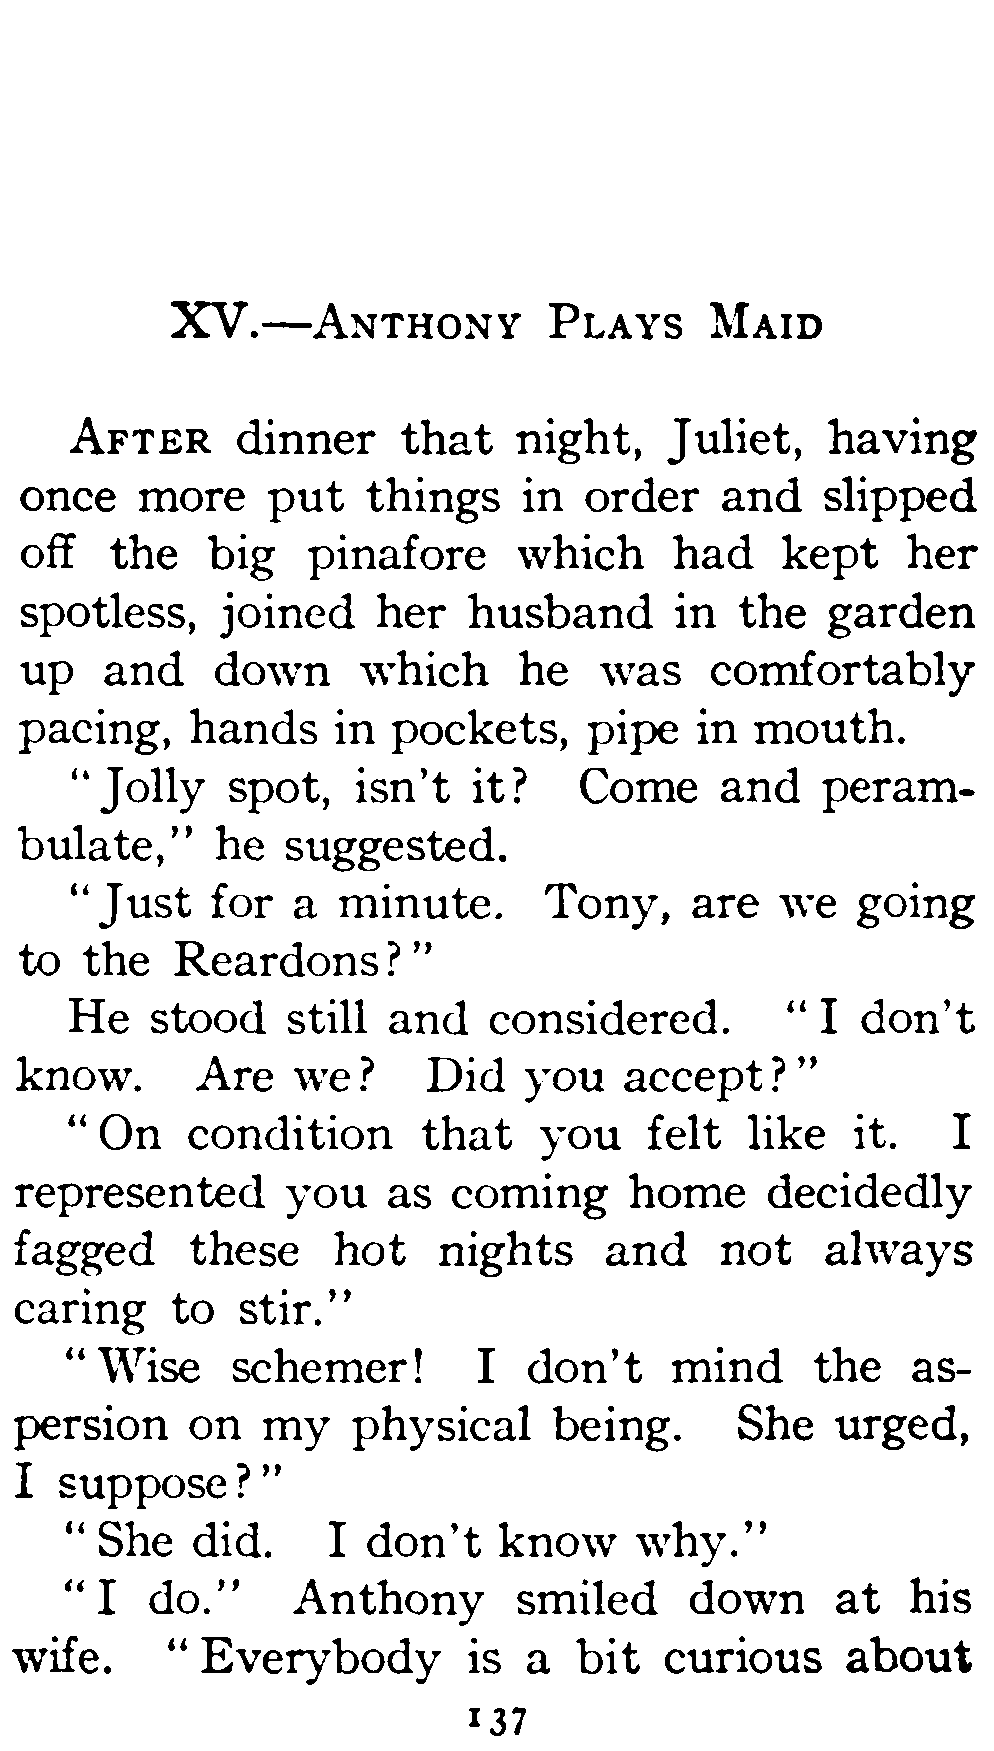 XV.—Anthony Plays Maid
After dinner that night, Juliet, having
once more put things in order and slipped
off the big pinafore which had kept her
spotless, joined her husband in the garden
up and down which he was comfortably
pacing, hands in pockets, pipe in mouth.
"Jolly spot, isn't it? Come and peram-
bulate," he suggested.
"Just for a minute. Tony, are we going
to the Reardons?"
He stood still and considered. "I don't
know. Are we? Did you accept?"
"On condition that you felt like it. I
represented you as coming home decidedly
fagged these hot nights and not always
caring to stir."
"Wise schemer! I don't mind the as-
persion on my physical being. She urged,
I suppose?"
"She did. I don't know why."
"I do." Anthony smiled down at his
wife. "Everybody is a bit curious about
137